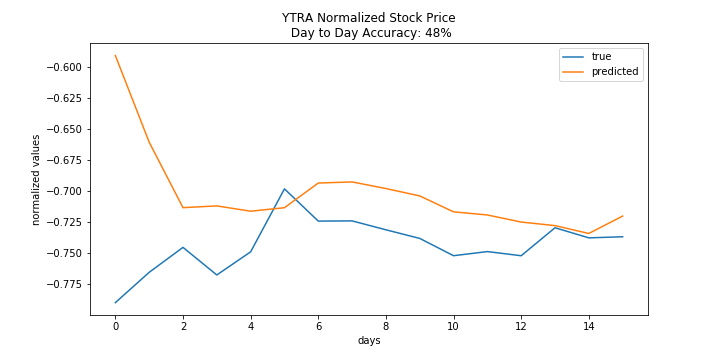 YTRA Normalized Stock Price
Day to Day Accuracy: 48%
true
predicted
normalized values
−0.600
−0.625
−0.650
−0.675
−0.700
−0.725
−0.750
−0.775
0 2 4 6 8 10 12 14
days